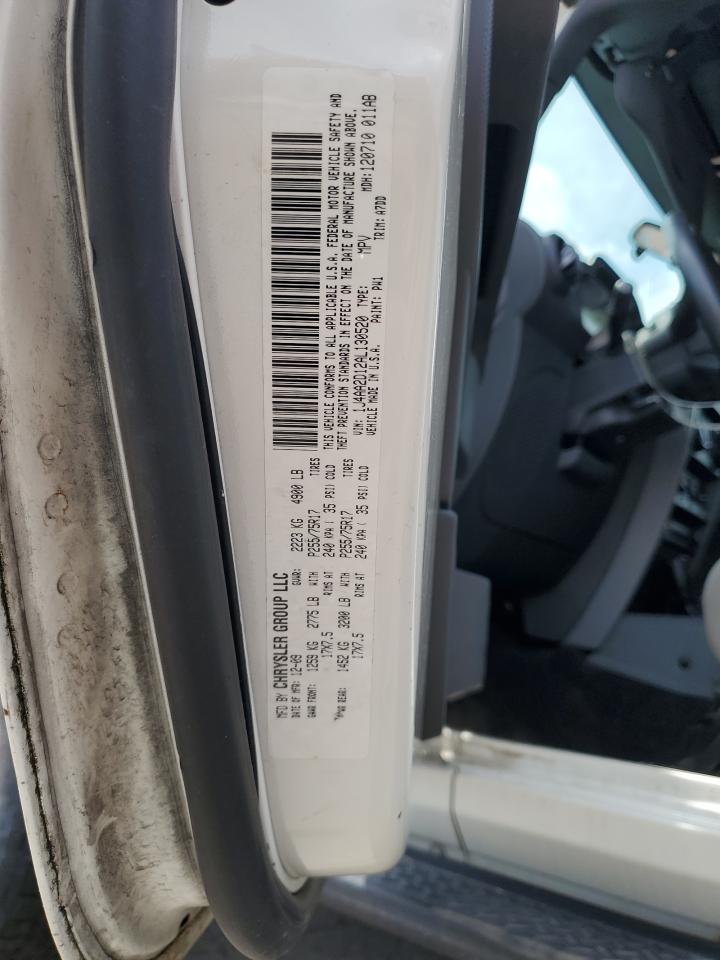 MFD BY CHRYSLER GROUP LLC
DATE OF MFR: 12-09 GVWR: 2223 KG 4900 LB
GAWR FRONT: 1259 KG 2775 LB WITH P255/75R17 TIRES
17X7.5 RIMS AT 240 KPA ( 35 PSI) COLD
GAWR REAR: 1452 KG 3200 LB WITH P255/75R17 TIRES
17X7.5 RIMS AT 240 KPA ( 35 PSI) COLD
THIS VEHICLE CONFORMS TO ALL APPLICABLE U.S.A. FEDERAL MOTOR VEHICLE SAFETY AND
THEFT PREVENTION STANDARDS IN EFFECT ON THE DATE OF MANUFACTURE SHOWN ABOVE.
VIN: 1J4AA2D12AL130520 TYPE: MPV MDH: 120710 011AB
VEHICLE MADE IN U.S.A. PAINT: PW1 TRIM: A7DD